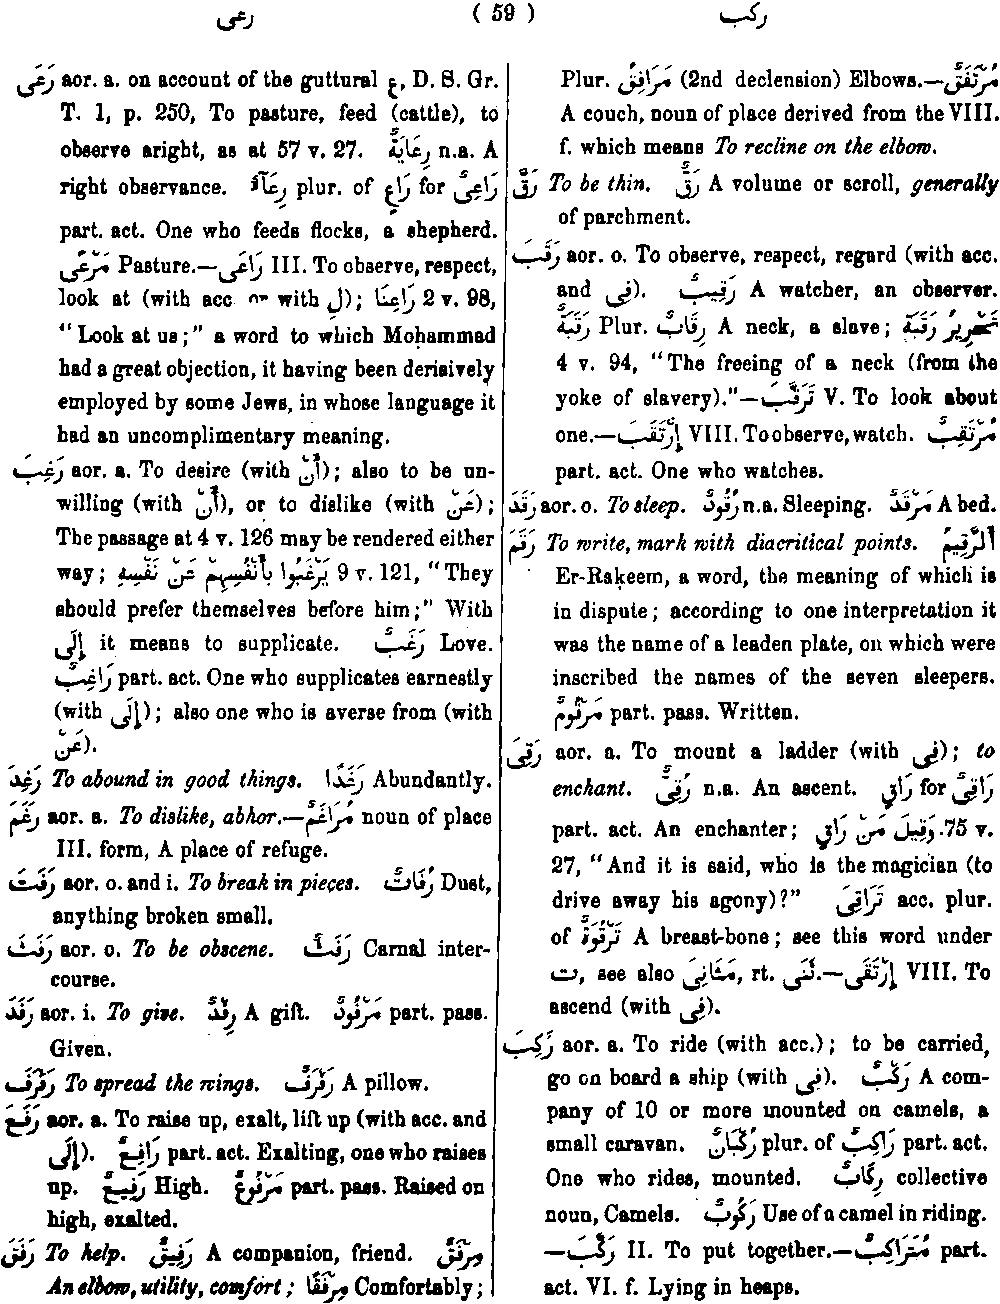 رعى ( 59 ) ركب
رَعَى aor. a. on account of the guttural ع, D. S. Gr.
T. 1, p. 250, To pasture, feed (cattle), to
observe aright, as at 57 v. 27. رِعَايَةٌ n.a. A
right observance. رِعَآءٌ plur. of رَاعٍ for رَاعِىٌ
part. act. One who feeds flocks, a shepherd.
مَرْعًى Pasture.—رَاعَى III. To observe, respect,
look at (with acc or with لِ); رَاعِنَا 2 v. 98,
"Look at us;" a word to which Moḥammad
had a great objection, it having been derisively
employed by some Jews, in whose language it
had an uncomplimentary meaning.
رَغِبَ aor. a. To desire (with أَنْ); also to be un-
willing (with أَنْ), or to dislike (with عَنْ);
The passage at 4 v. 126 may be rendered either
way; يَرْغَبُوا بِأَنْفُسِهِمْ عَنْ نَفْسِهِ 9 v. 121, "They
should prefer themselves before him;" With
إِلَى it means to supplicate. رَغَبٌ Love.
رَاغِبٌ part. act. One who supplicates earnestly
(with إِلَى); also one who is averse from (with
عَنْ).
رَغِدَ To abound in good things. رَغَدًا Abundantly.
رَغَمَ aor. a. To dislike, abhor.—مُرَاغَمٌ noun of place
III. form, A place of refuge.
رَفَتَ aor. o. and i. To break in pieces. رُفَاتٌ Dust,
anything broken small.
رَفَثَ aor. o. To be obscene. رَفَثٌ Carnal inter-
course.
رَفَدَ aor. i. To give. رِفْدٌ A gift. مَرْفُودٌ part. pass.
Given.
رَفْرَفَ To spread the wings. رَفْرَفٌ A pillow.
رَفَعَ aor. a. To raise up, exalt, lift up (with acc. and
إِلَى). رَافِعٌ part. act. Exalting, one who raises
up. رَفِيعٌ High. مَرْفُوعٌ part. pass. Raised on
high, exalted.
رَفَقَ To help. رَفِيقٌ A companion, friend. مِرْفَقٌ
An elbow, utility, comfort; مِرْفَقًا Comfortably;
Plur. مَرَافِقُ (2nd declension) Elbows.—مُرْتَفَقٌ
A couch, noun of place derived from the VIII.
f. which means To recline on the elbow.
رَقَّ To be thin. رَقٌّ A volume or scroll, generally
of parchment.
رَقَبَ aor. o. To observe, respect, regard (with acc.
and فِى). رَقِيبٌ A watcher, an observer.
رَقَبَةٌ Plur. رِقَابٌ A neck, a slave; تَحْرِيرُ رَقَبَةٍ
4 v. 94, "The freeing of a neck (from the
yoke of slavery)."—تَرَقَّبَ V. To look about
one.—إِرْتَقَبَ VIII. To observe, watch. مُرْتَقِبٌ
part. act. One who watches.
رَقَدَ aor. o. To sleep. رُقُودٌ n.a. Sleeping. مَرْقَدٌ A bed.
رَقَمَ To write, mark with diacritical points. أَلرَّقِيمُ
Er-Raḳeem, a word, the meaning of which is
in dispute; according to one interpretation it
was the name of a leaden plate, on which were
inscribed the names of the seven sleepers.
مَرْقُومٌ part. pass. Written.
رَقِىَ aor. a. To mount a ladder (with فِى); to
enchant. رُقِىٌّ n.a. An ascent. رَاقٍ for رَاقِىٌ
part. act. An enchanter; وَقِيلَ مَنْ رَاقٍ 75 v.
27, "And it is said, who is the magician (to
drive away his agony)?" تَرَاقِىَ acc. plur.
of تَرْقُوَةٌ A breast-bone; see this word under
ت, see also مَثَانِىَ, rt. ثَنَى.—إِرْتَقَى VIII. To
ascend (with فِى).
رَكِبَ aor. a. To ride (with acc.); to be carried,
go on board a ship (with فِى). رَكْبٌ A com-
pany of 10 or more mounted on camels, a
small caravan. رُكْبَانٌ plur. of رَاكِبٌ part. act.
One who rides, mounted. رِكَابٌ collective
noun, Camels. رَكُوبٌ Use of a camel in riding.
—رَكَّبَ II. To put together.—مُتَرَاكِبٌ part.
act. VI. f. Lying in heaps.